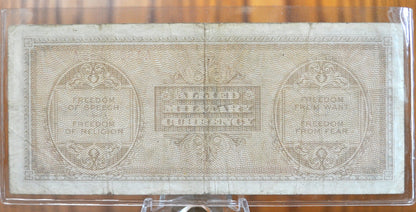 FREEDOM
OF SPEECH
FREEDOM
OF RELIGION
ALLIED
MILITARY
CURRENCY
FREEDOM
FROM WANT
FREEDOM
FROM FEAR